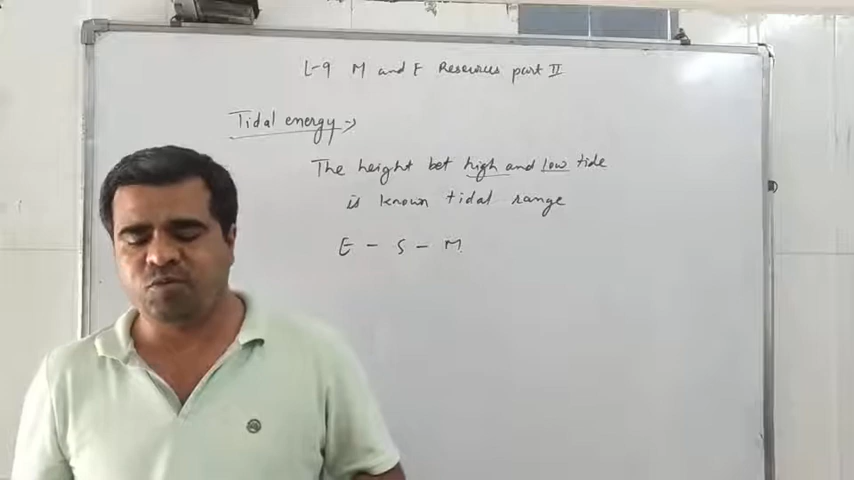 L-9 M and E Resources part II
Tidal energy →
The height bet high and low tide
is known tidal range
E - S - M